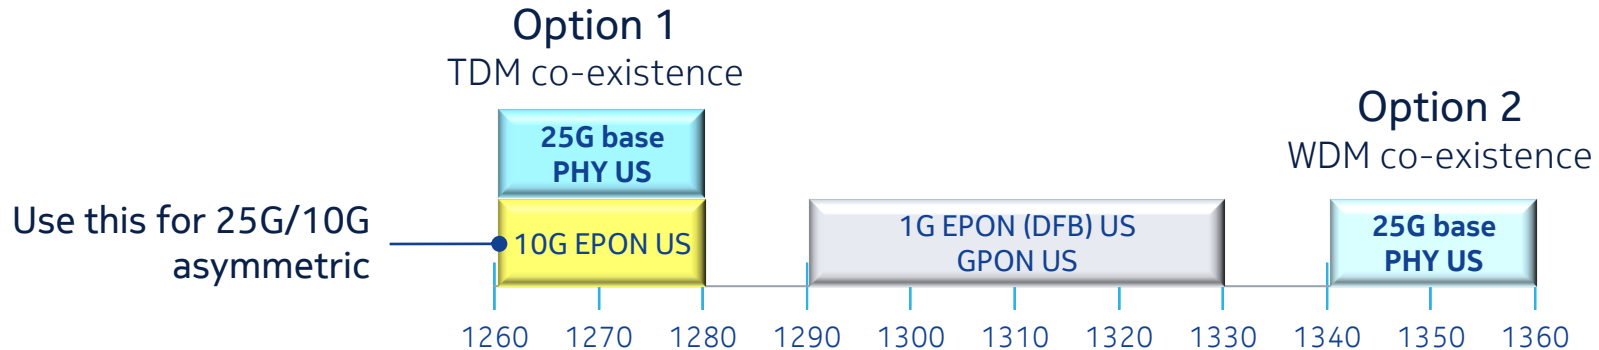 Option 1
TDM co-existence
25G base
PHY US
Use this for 25G/10G
asymmetric
10G EPON US
1G EPON (DFB) US
GPON US
Option 2
WDM co-existence
25G base
PHY US
1260 1270 1280 1290 1300 1310 1320 1330 1340 1350 1360